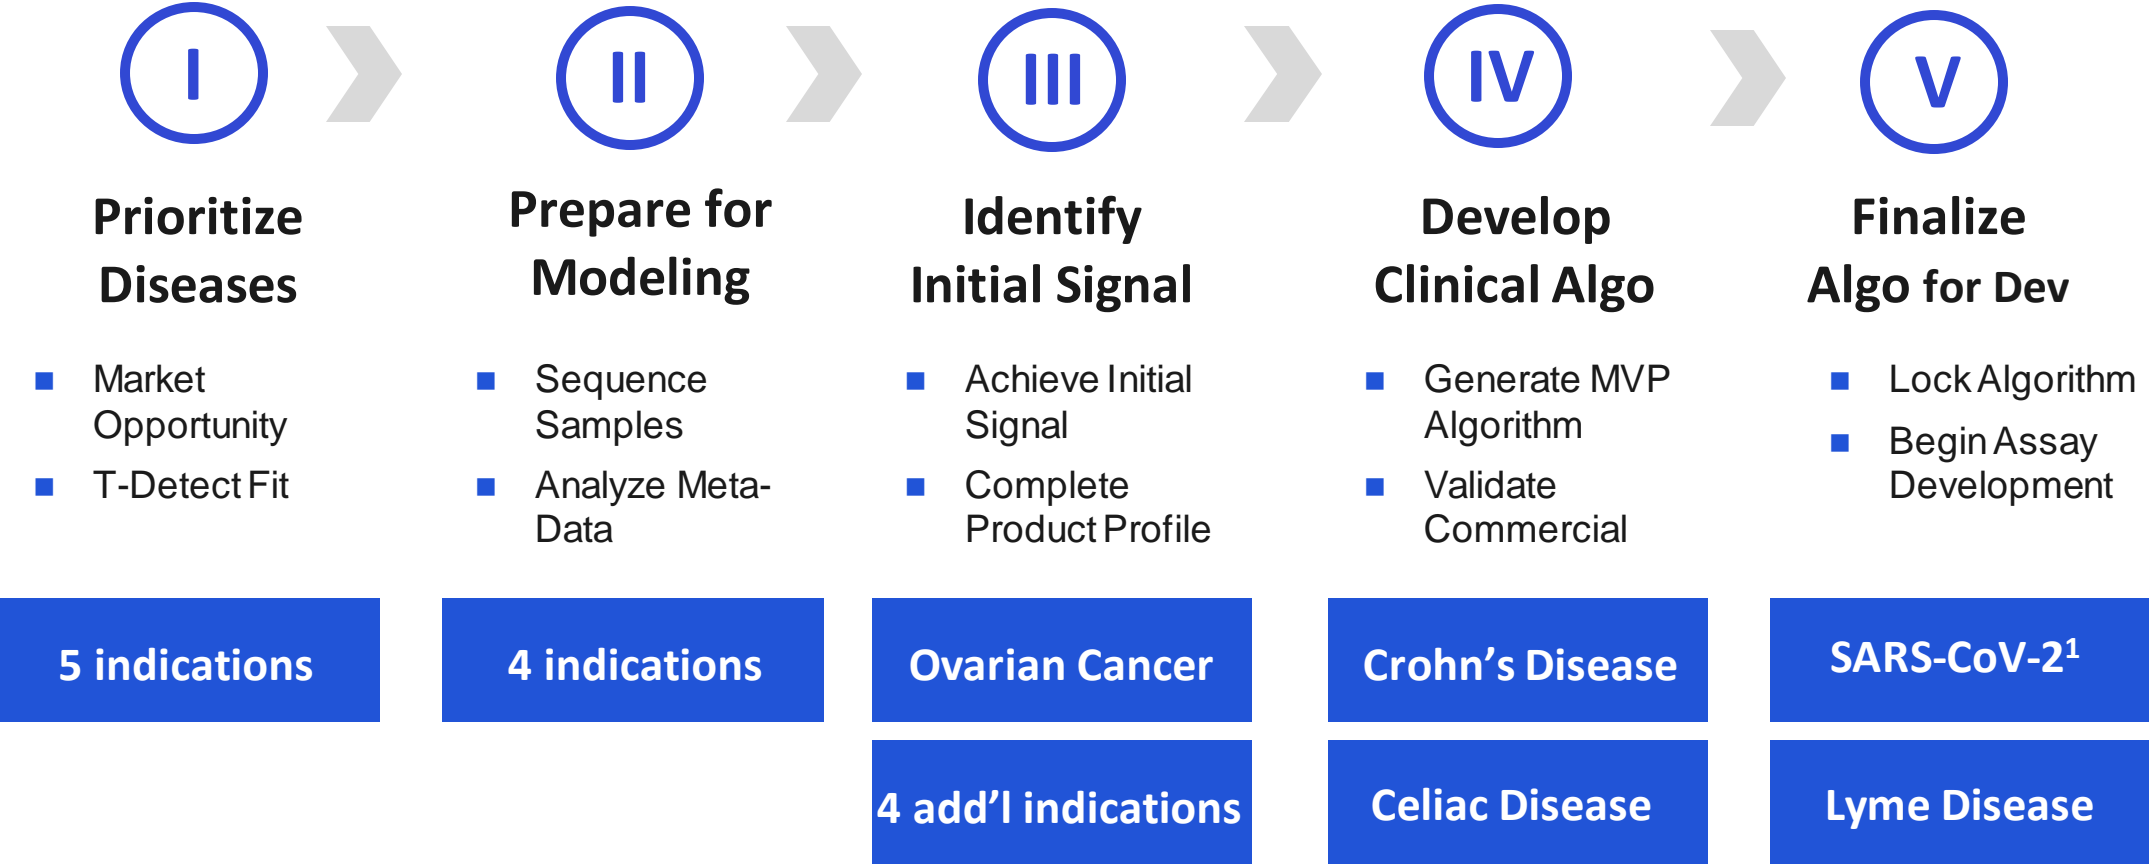 I
II
III
IV
V
Prioritize
Diseases
Prepare for
Modeling
Identify
Initial Signal
Develop
Clinical Algo
Finalize
Algo for Dev
Market
Opportunity
T-Detect Fit
Sequence
Samples
Analyze Meta-
Data
Achieve Initial
Signal
Complete
Product Profile
Generate MVP
Algorithm
Validate
Commercial
Lock Algorithm
Begin Assay
Development
5 indications
4 indications
Ovarian Cancer
Crohn’s Disease
SARS-CoV-2¹
4 add’l indications
Celiac Disease
Lyme Disease